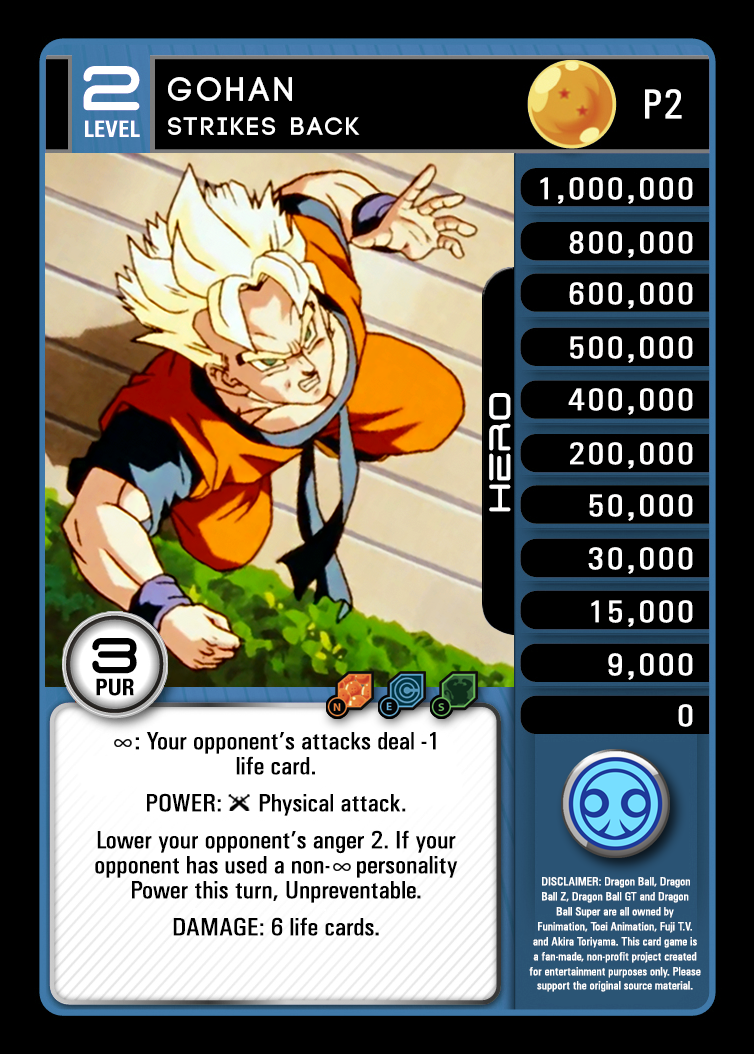 2
LEVEL
GOHAN
STRIKES BACK
P2
1,000,000
800,000
600,000
500,000
400,000
200,000
50,000
30,000
15,000
9,000
0
HERO
3
PUR
N E S
∞: Your opponent's attacks deal -1
life card.
POWER: Physical attack.
Lower your opponent's anger 2. If your
opponent has used a non-∞ personality
Power this turn, Unpreventable.
DAMAGE: 6 life cards.
DISCLAIMER: Dragon Ball, Dragon
Ball Z, Dragon Ball GT and Dragon
Ball Super are all owned by
Funimation, Toei Animation, Fuji T.V.
and Akira Toriyama. This card game is
a fan-made, non-profit project created
for entertainment purposes only. Please
support the original source material.